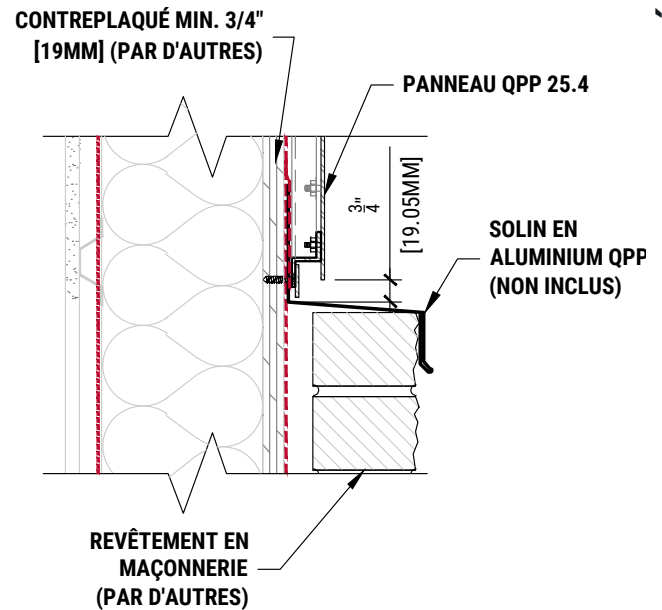 CONTREPLAQUÉ MIN. 3/4"
[19MM] (PAR D'AUTRES)
PANNEAU QPP 25.4
3"
4
[19.05MM]
SOLIN EN
ALUMINIUM QPP
(NON INCLUS)
REVÊTEMENT EN
MAÇONNERIE
(PAR D'AUTRES)